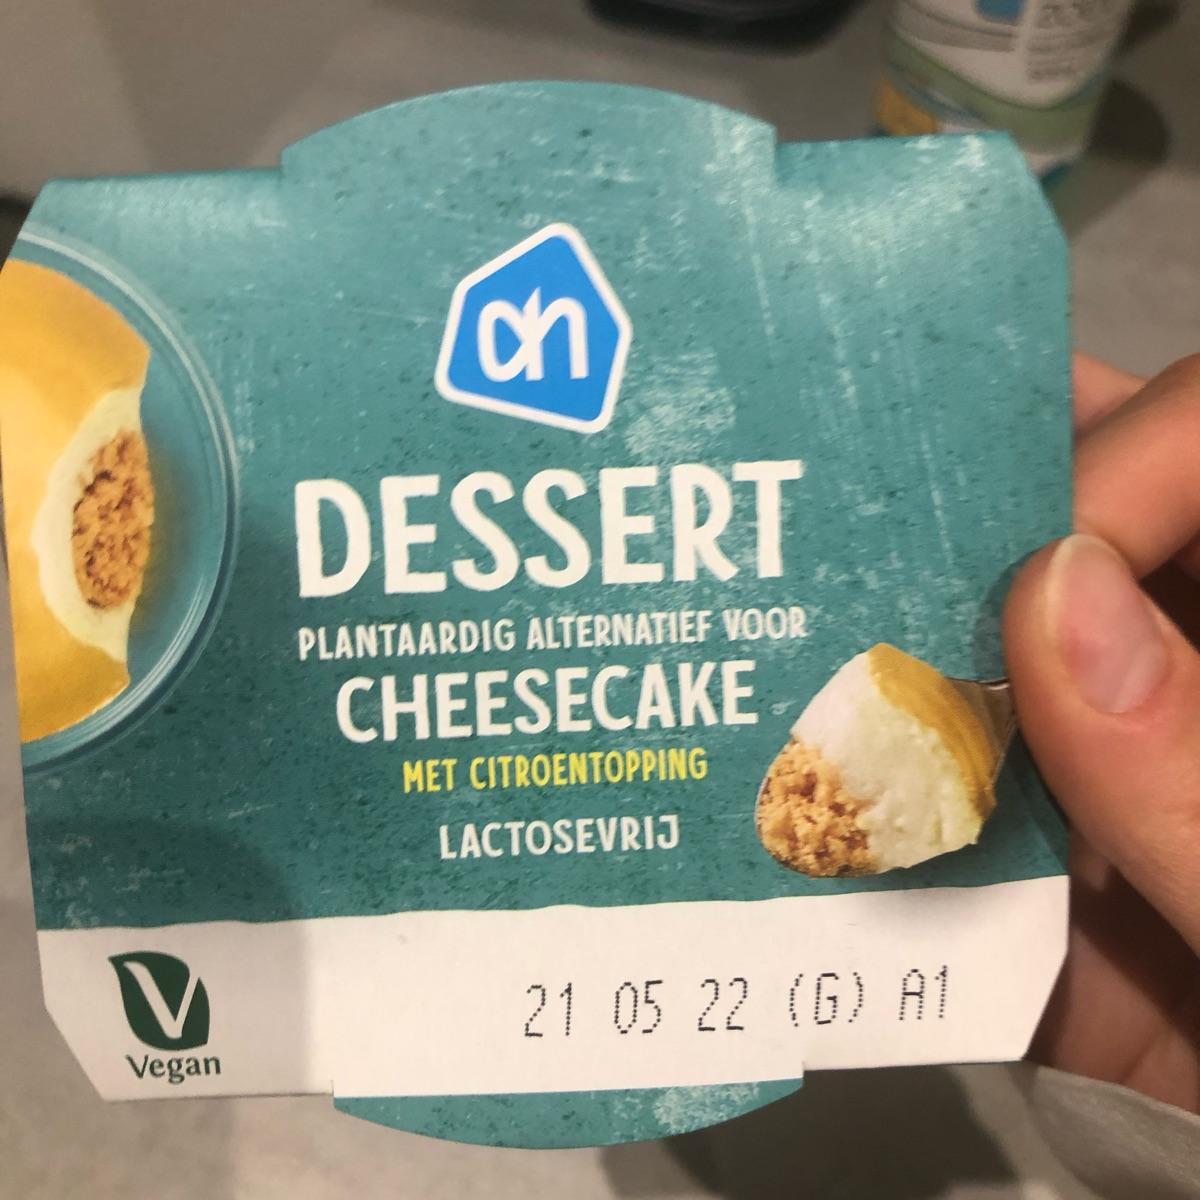 ah
DESSERT
PLANTAARDIG ALTERNATIEF VOOR
CHEESECAKE
MET CITROENTOPPING
LACTOSEVRIJ
V
Vegan
21 05 22 (G) A1